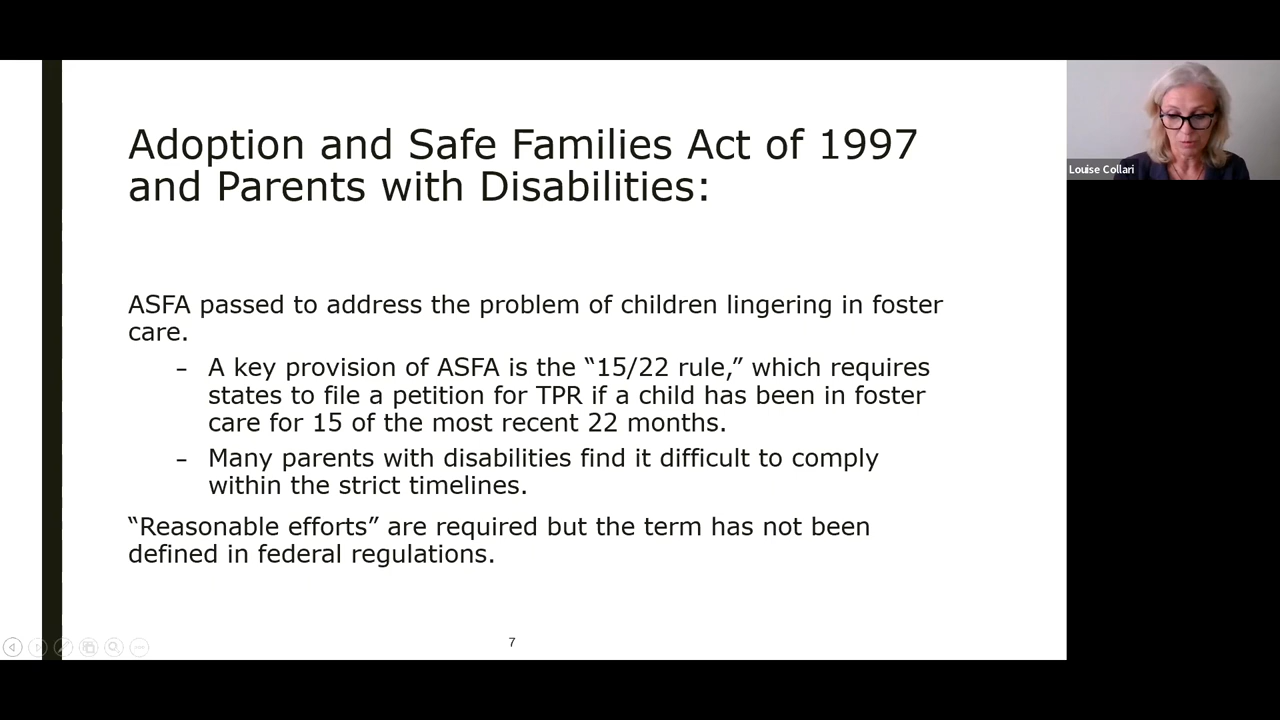 Adoption and Safe Families Act of 1997
and Parents with Disabilities:
ASFA passed to address the problem of children lingering in foster
care.
– A key provision of ASFA is the “15/22 rule,” which requires
states to file a petition for TPR if a child has been in foster
care for 15 of the most recent 22 months.
– Many parents with disabilities find it difficult to comply
within the strict timelines.
“Reasonable efforts” are required but the term has not been
defined in federal regulations.
7
Louise Collari